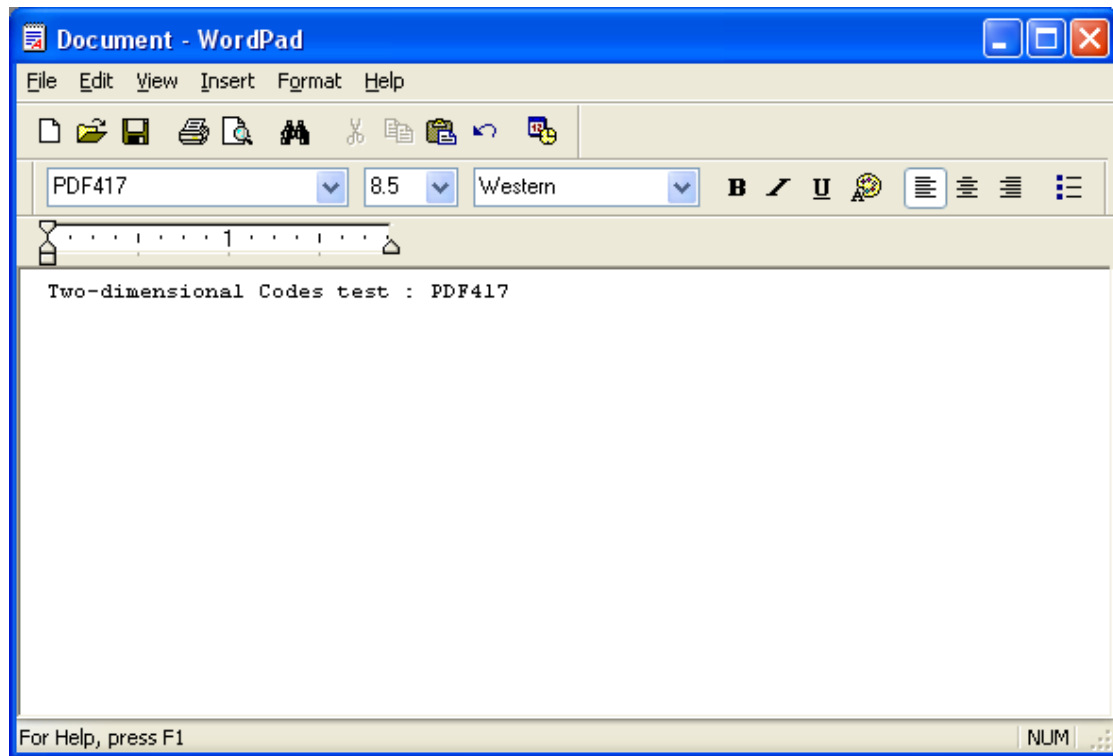 Document - WordPad
File Edit View Insert Format Help
PDF417 8.5 Western B I U
1
Two-dimensional Codes test : PDF417
For Help, press F1 NUM